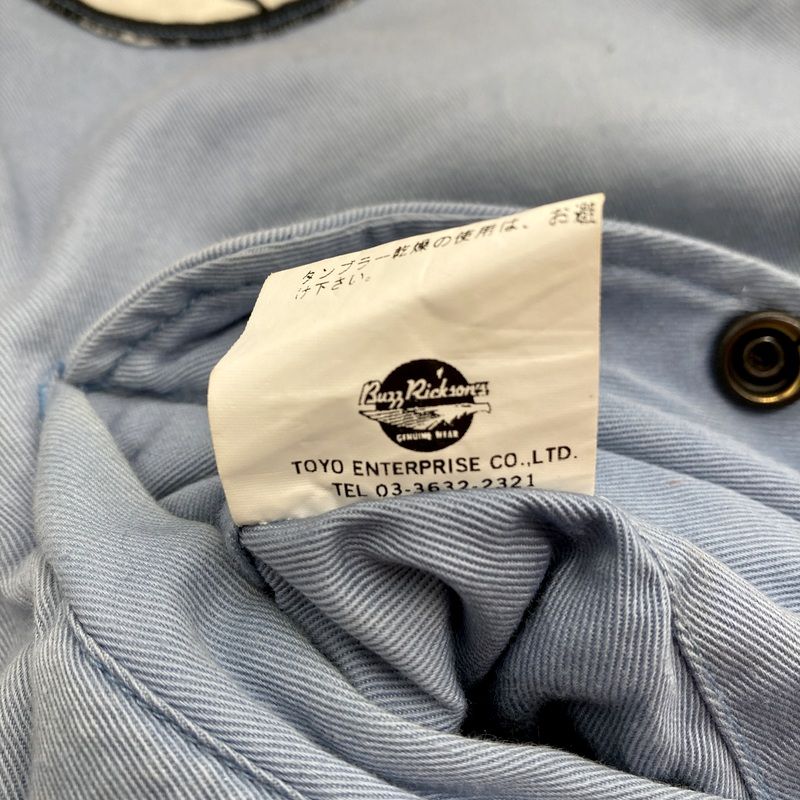 タンブラー乾燥の使用は、お避
け下さい。
Buzz Rickson's
GENUINE WEAR
TOYO ENTERPRISE CO.,LTD.
TEL 03-3632-2321